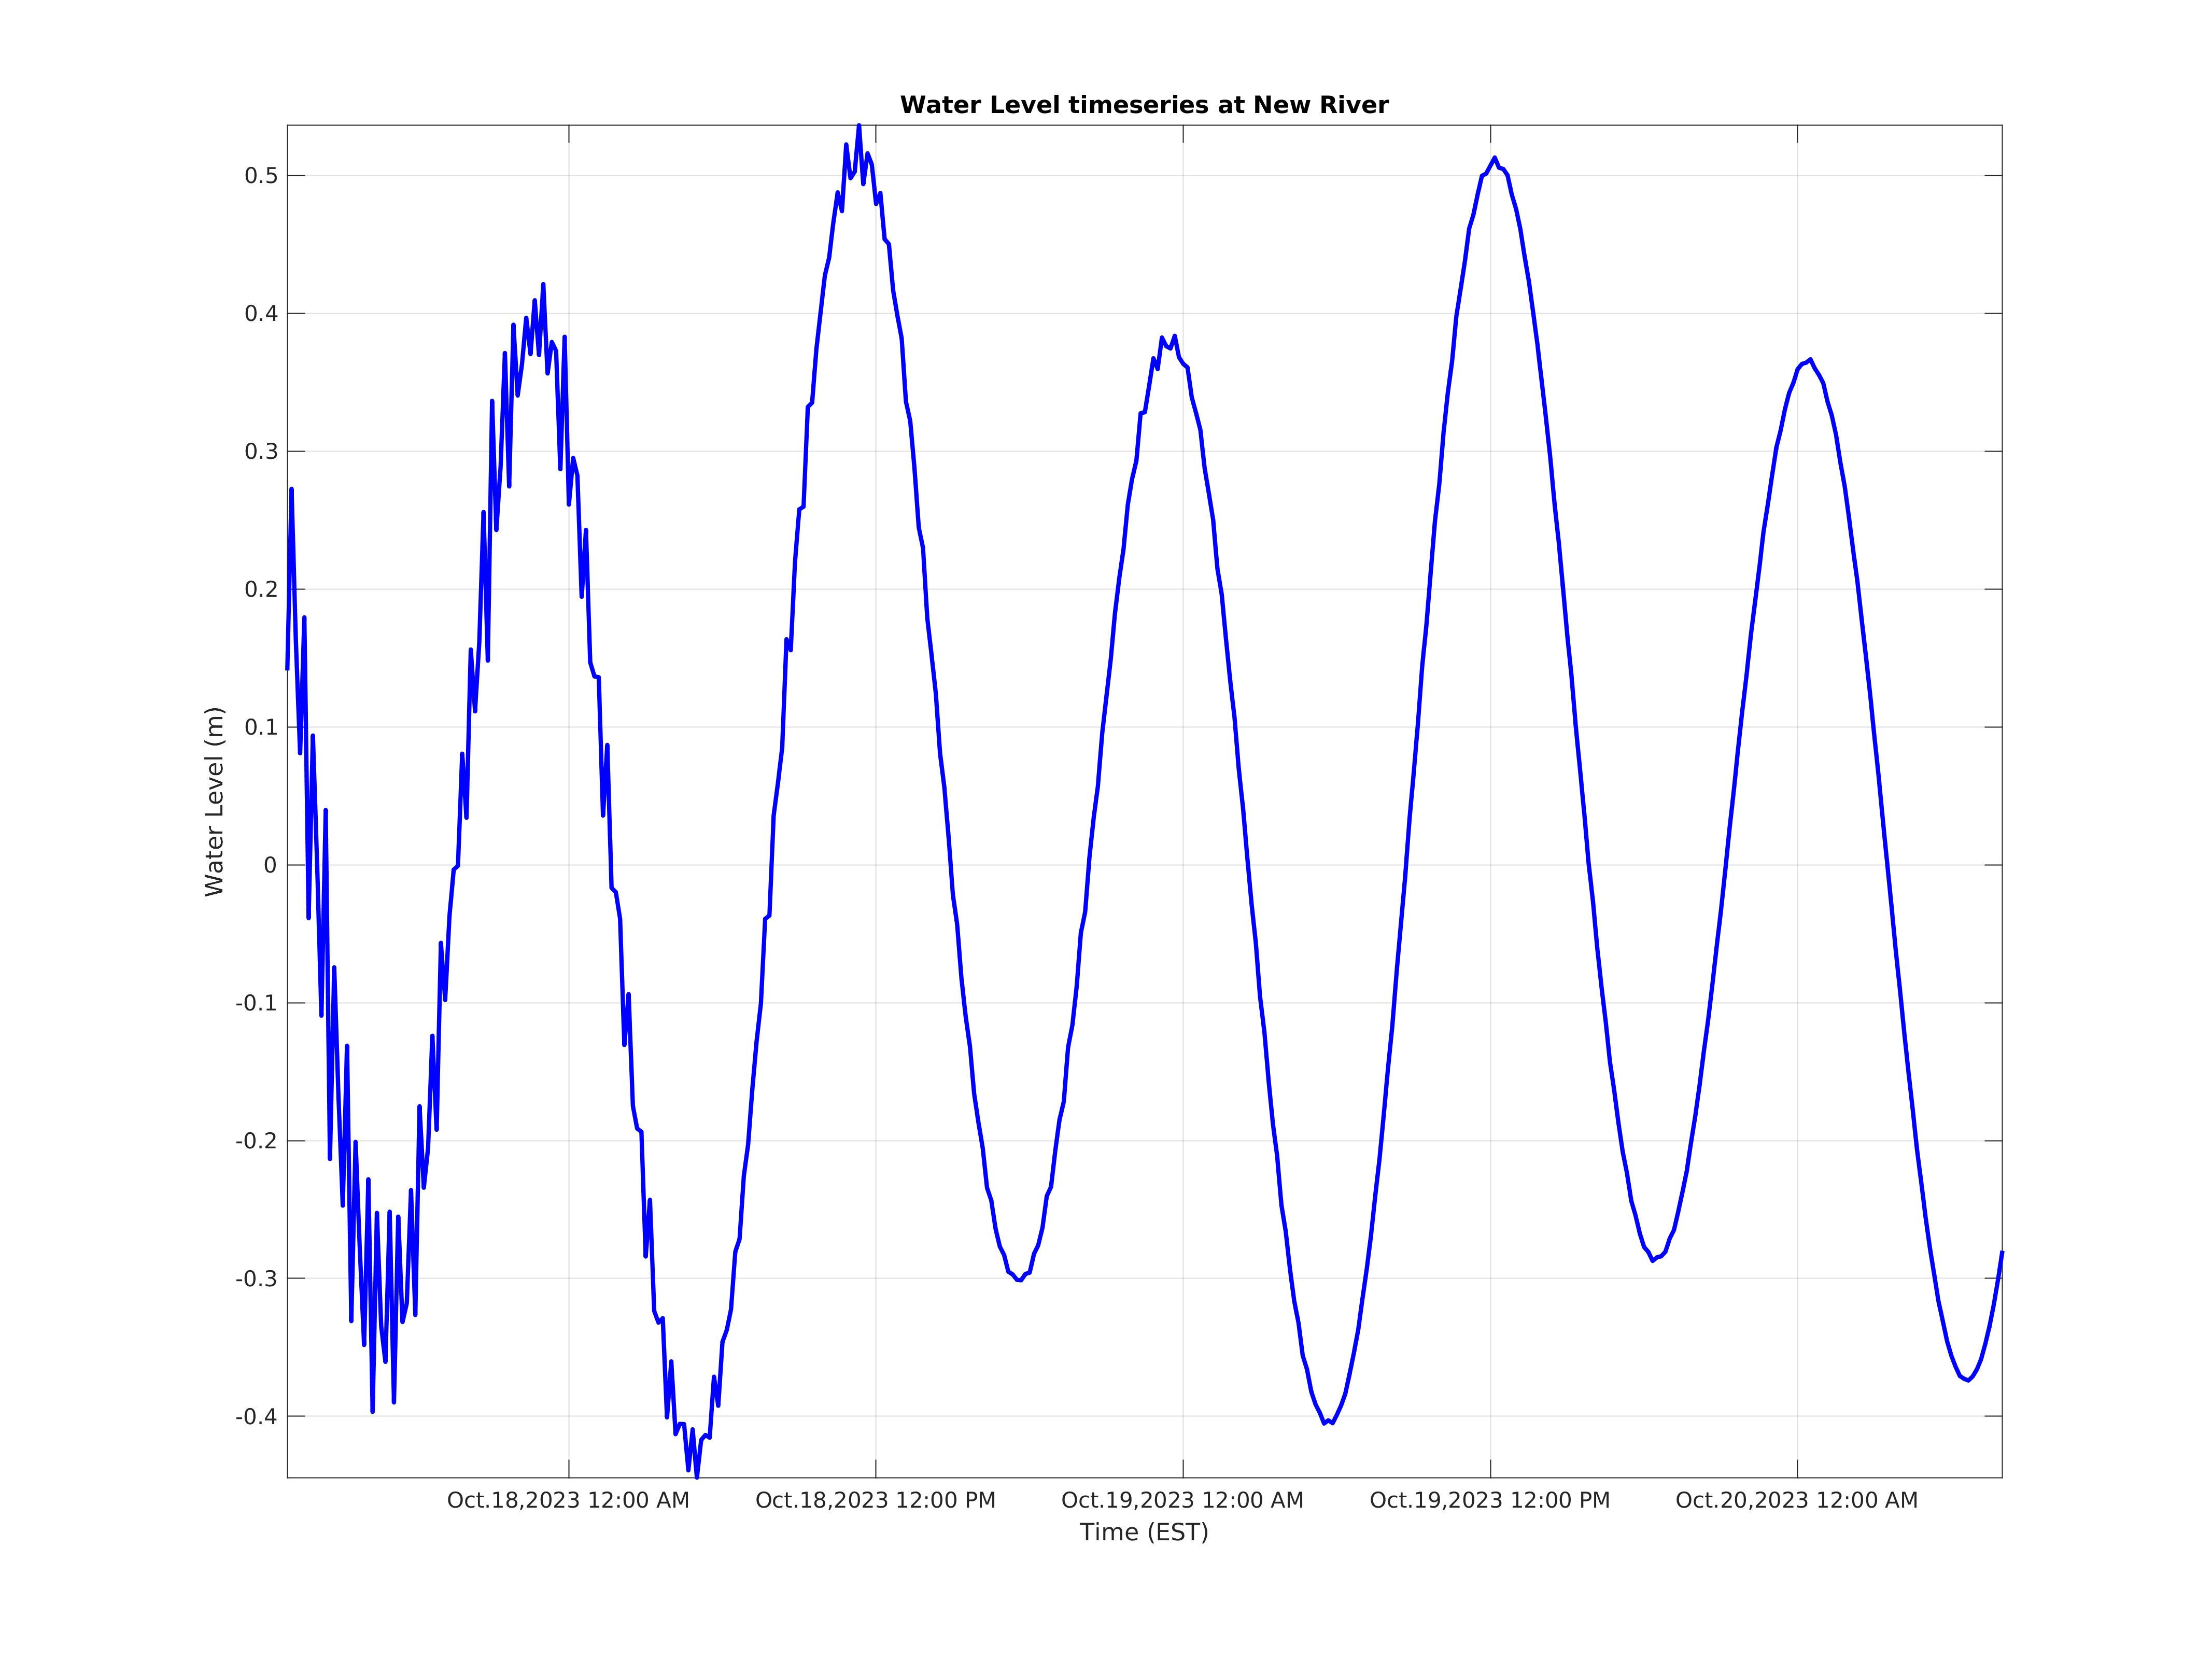 Water Level timeseries at New River
0.5
0.4
0.3
0.2
0.1
0
-0.1
-0.2
-0.3
-0.4
Water Level (m)
Oct.18,2023 12:00 AM Oct.18,2023 12:00 PM Oct.19,2023 12:00 AM Oct.19,2023 12:00 PM Oct.20,2023 12:00 AM
Time (EST)